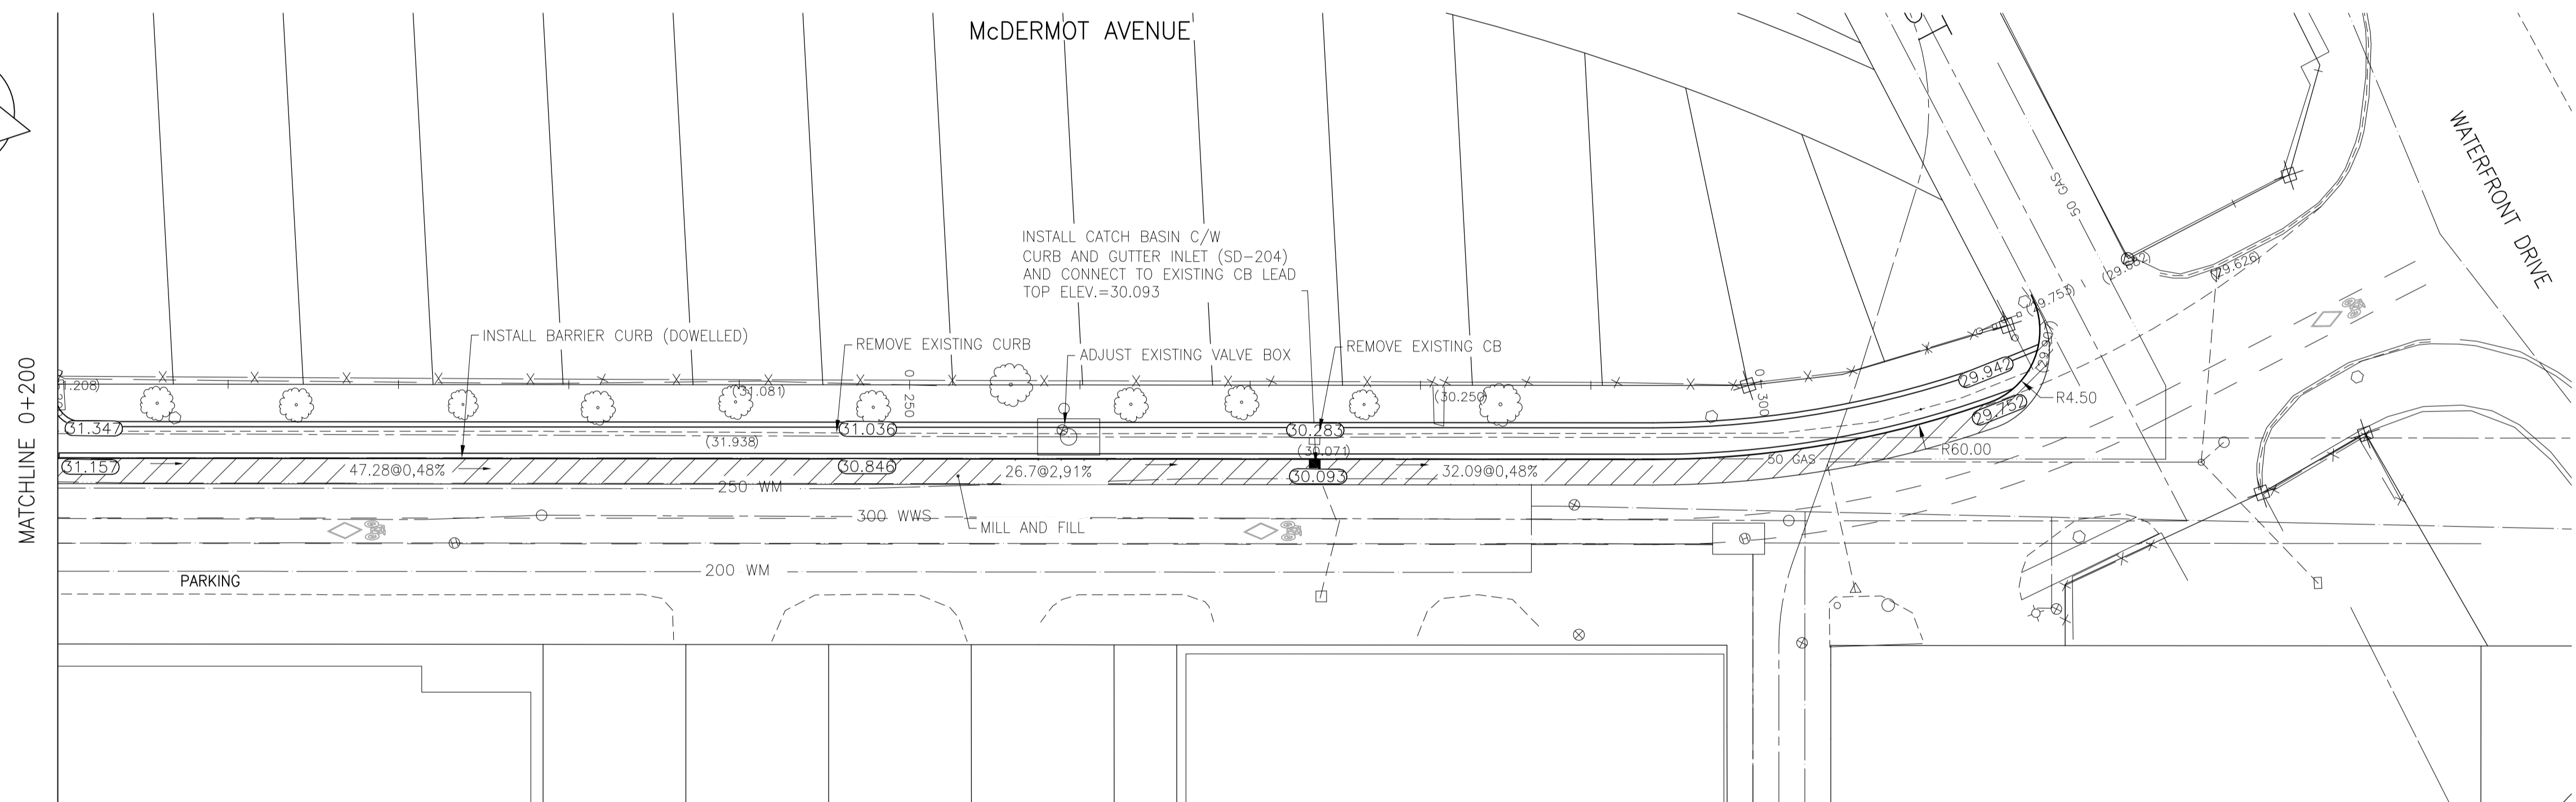 McDERMOT AVENUE
WATERFRONT DRIVE
50 GAS
INSTALL CATCH BASIN C/W
CURB AND GUTTER INLET (SD-204)
AND CONNECT TO EXISTING CB LEAD
TOP ELEV.=30.093
(29.626)
INSTALL BARRIER CURB (DOWELLED)
REMOVE EXISTING CURB
ADJUST EXISTING VALVE BOX
REMOVE EXISTING CB
MATCHLINE 0+200
(31.081)
0+250
(30.250)
0+300
29.942
29.752
R4.50
31.347
31.036
30.283
(31.938)
(30.071)
R60.00
31.157
47.28@0,48%
30.846
26.7@2,91%
30.093
32.09@0,48%
50 GAS
250 WM
300 WWS
MILL AND FILL
200 WM
PARKING